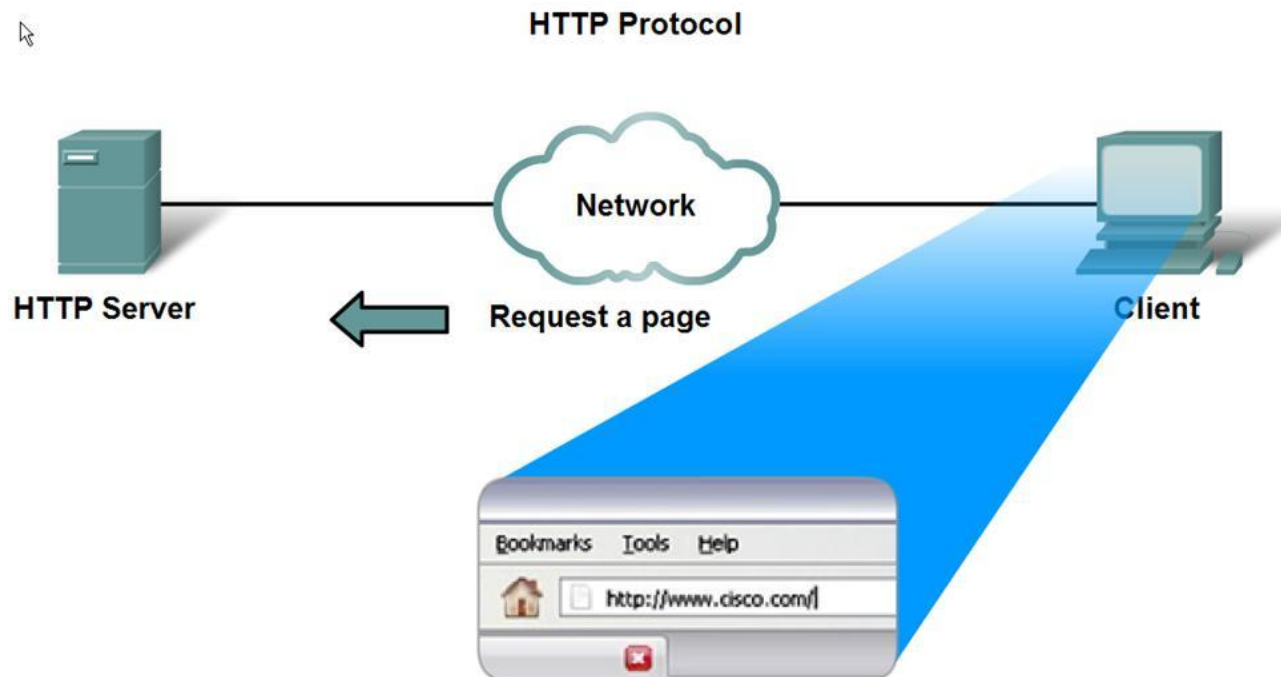 HTTP Protocol
Network
HTTP Server
Request a page
Client
Bookmarks Tools Help
http://www.cisco.com/